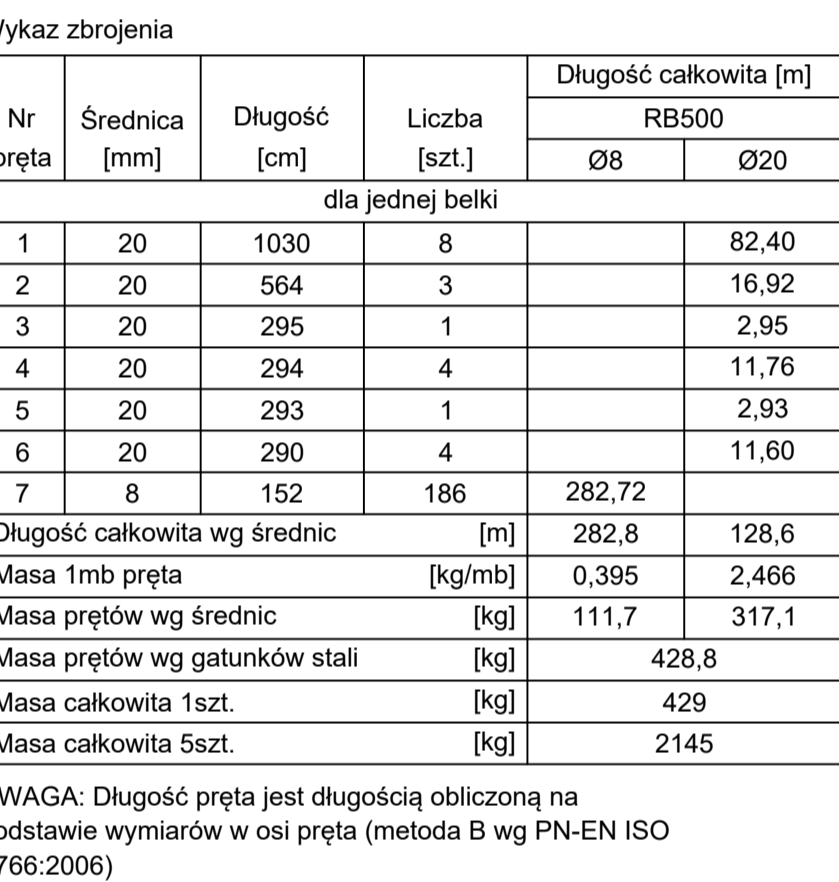 ykaz zbrojenia
Nr pręta Średnica [mm] Długość [cm] Liczba [szt.] Długość całkowita [m]
RB500
Ø8 Ø20
dla jednej belki
1 20 1030 8 82,40
2 20 564 3 16,92
3 20 295 1 2,95
4 20 294 4 11,76
5 20 293 1 2,93
6 20 290 4 11,60
7 8 152 186 282,72
Długość całkowita wg średnic [m] 282,8 128,6
Masa 1mb pręta [kg/mb] 0,395 2,466
Masa prętów wg średnic [kg] 111,7 317,1
Masa prętów wg gatunków stali [kg] 428,8
Masa całkowita 1szt. [kg] 429
Masa całkowita 5szt. [kg] 2145
WAGA: Długość pręta jest długością obliczoną na
odstawie wymiarów w osi pręta (metoda B wg PN-EN ISO
766:2006)